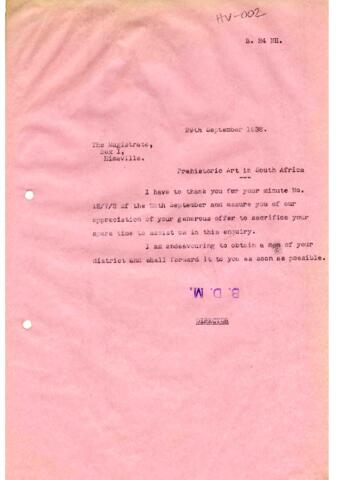 HV-002
B. 24 NH.
29th September 1938.
The Magistrate,
Box 1,
Himeville.
Prehistoric Art in South Africa
I have to thank you for your minute No.
of the September and assure you of our
appreciation of your generous offer to sacrifice your
spare time to assist us in this enquiry.
I am endeavouring to obtain a map of your
district and shall forward it to you as soon as possible.
B. D. M.